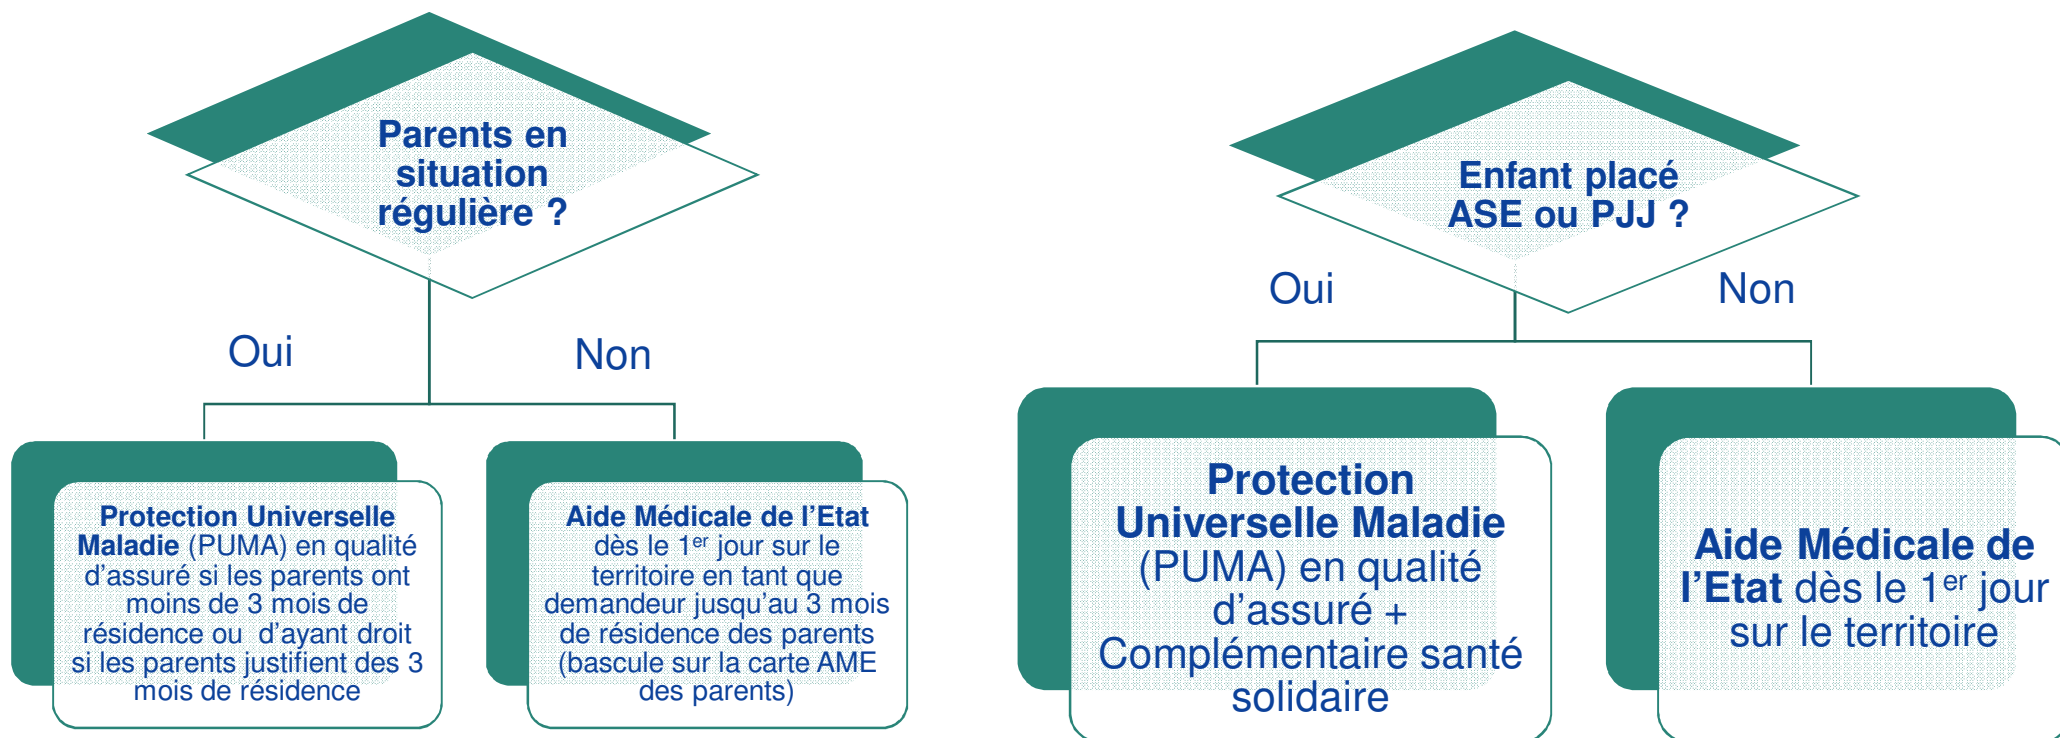 Parents en
situation
régulière ?
Oui
Non
Protection Universelle
Maladie (PUMA) en qualité
d’assuré si les parents ont
moins de 3 mois de
résidence ou d’ayant droit
si les parents justifient des 3
mois de résidence
Aide Médicale de l’Etat
dès le 1er jour sur le
territoire en tant que
demandeur jusqu’au 3 mois
de résidence des parents
(bascule sur la carte AME
des parents)
Enfant placé
ASE ou PJJ ?
Oui
Non
Protection
Universelle Maladie
(PUMA) en qualité
d’assuré +
Complémentaire santé
solidaire
Aide Médicale de
l’Etat dès le 1er jour
sur le territoire